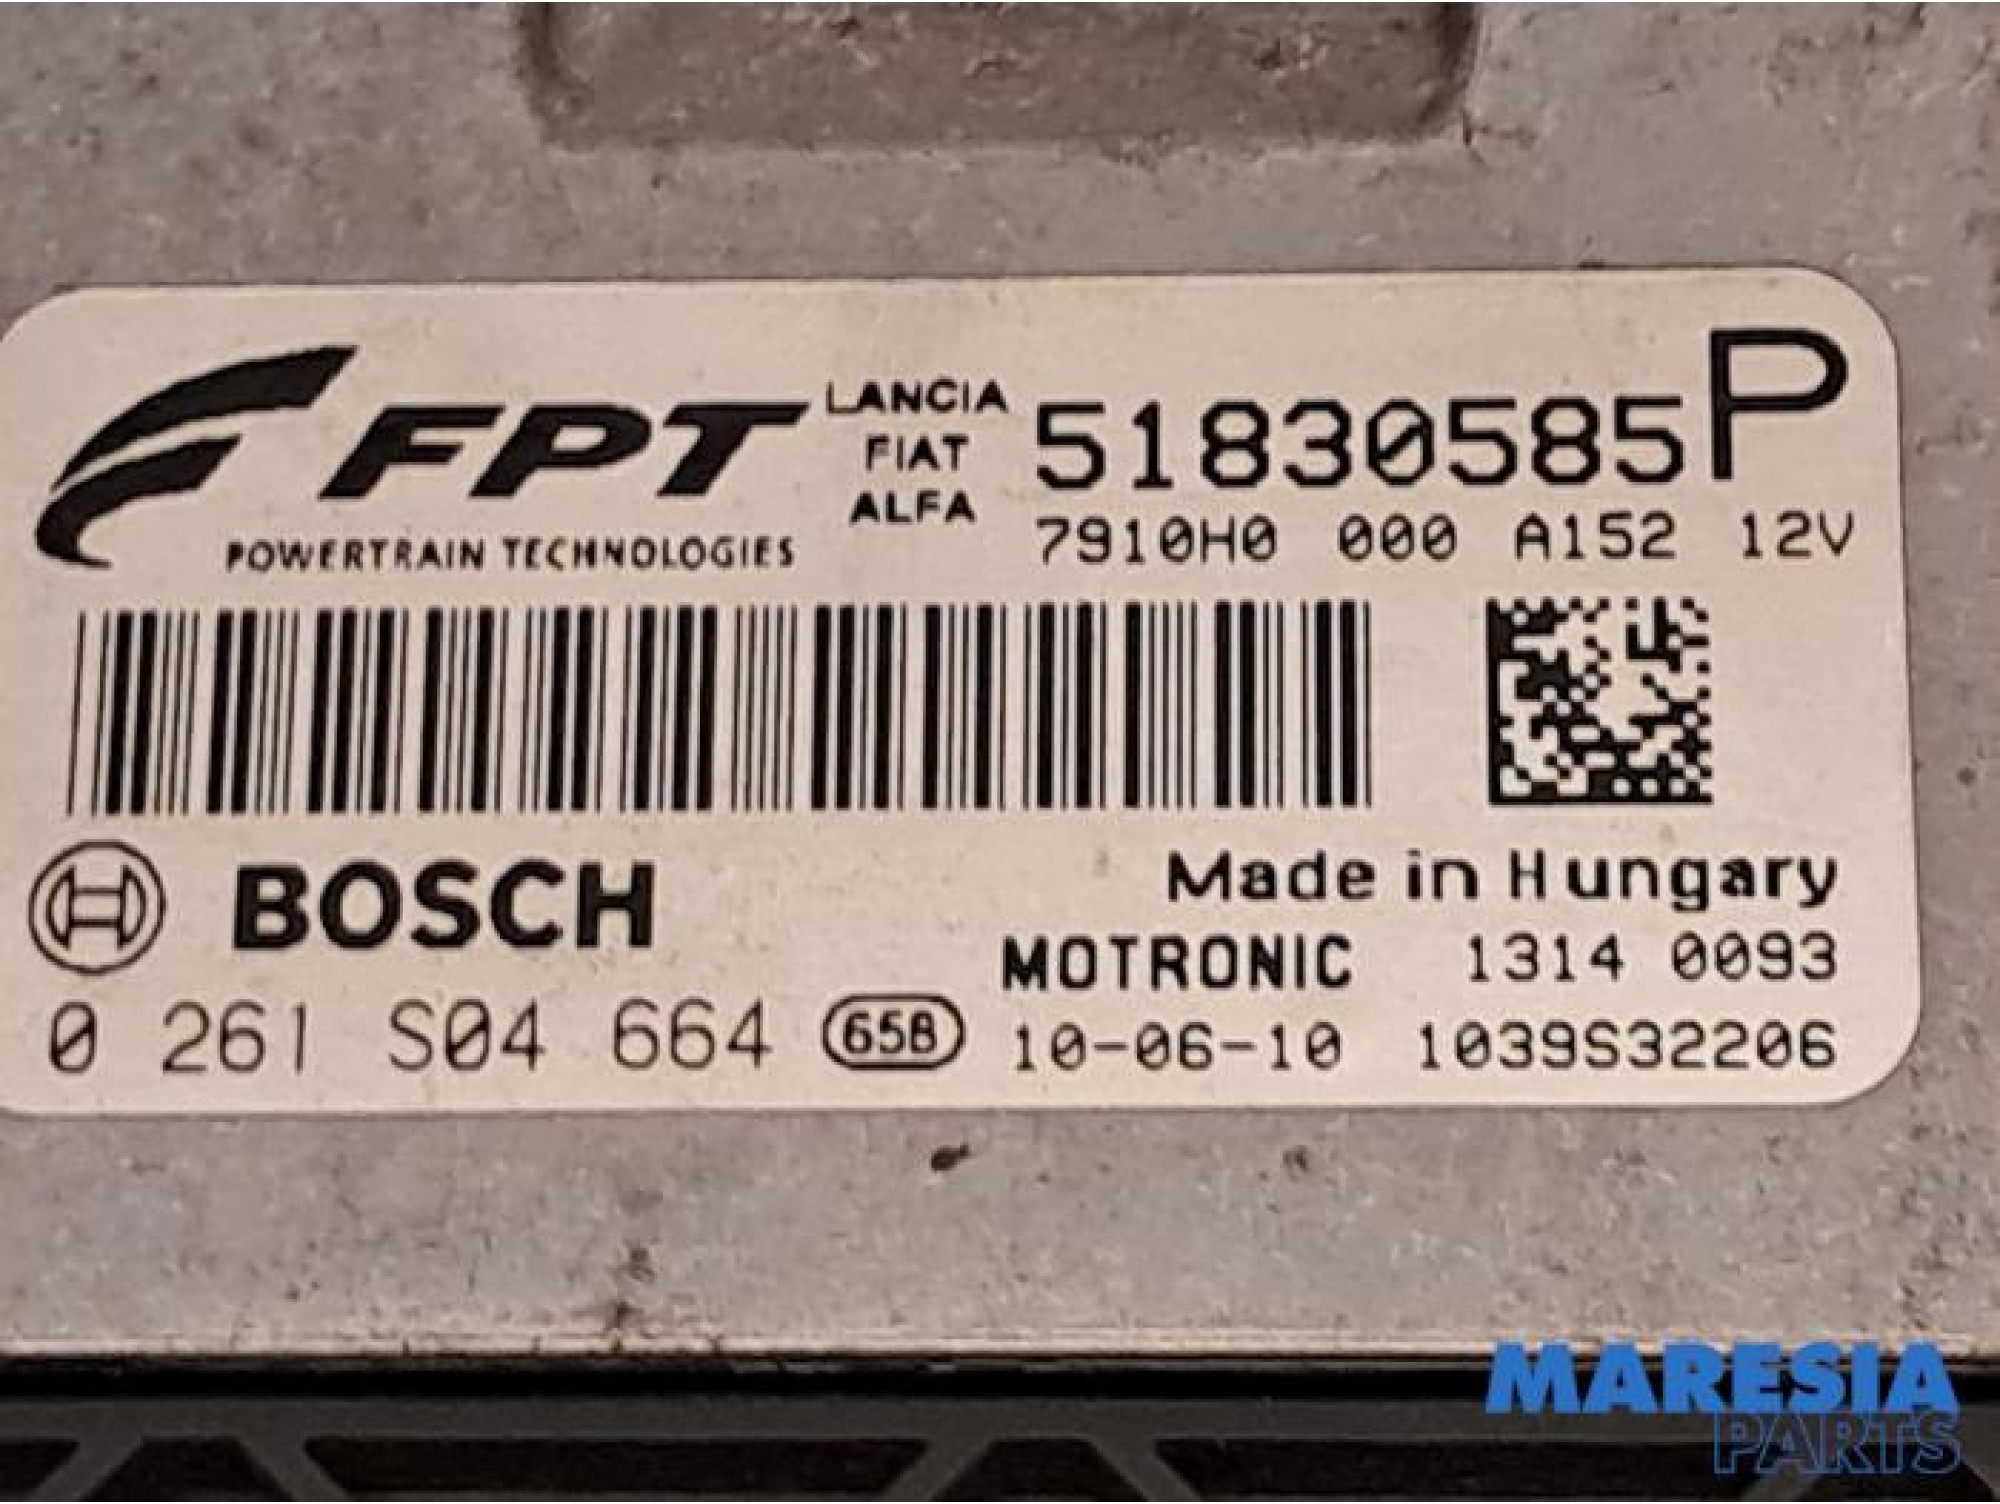 FPT
POWERTRAIN TECHNOLOGIES
LANCIA
FIAT
ALFA
51830585P
7910H0 000 A152 12V
BOSCH
Made in Hungary
MOTRONIC 1314 0093
0 261 S04 664 658 10-06-10 1039S32206
MARESIA
PARTS